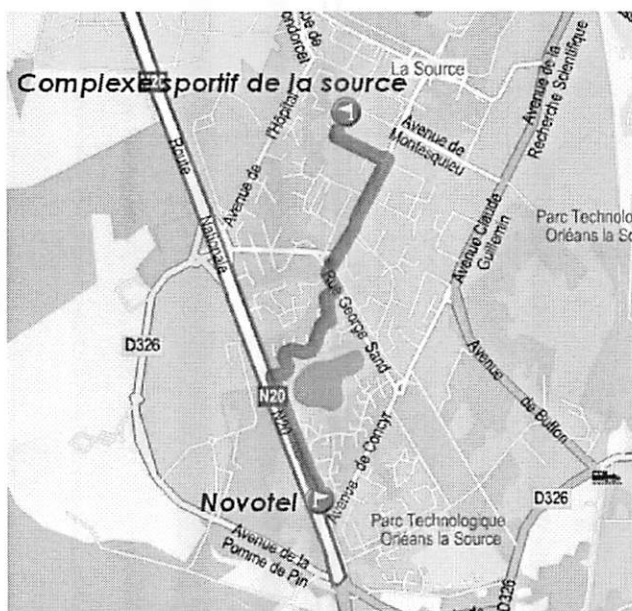 Complexe sportif de la source
La Source
Avenue de la
Recherche Scientifique
l'Hôpital
Avenue de
Avenue de
Montesquieu
Route
Nationale
Parc Technolo
Orléans la So
Avenue Claude
Guillemin
Rue George Sand
D326
Avenue de Buffon
N20
N20
Avenue de Concyr
Novotel
D326
Parc Technologique
Orléans la Source
Avenue de la
Pomme de Pin